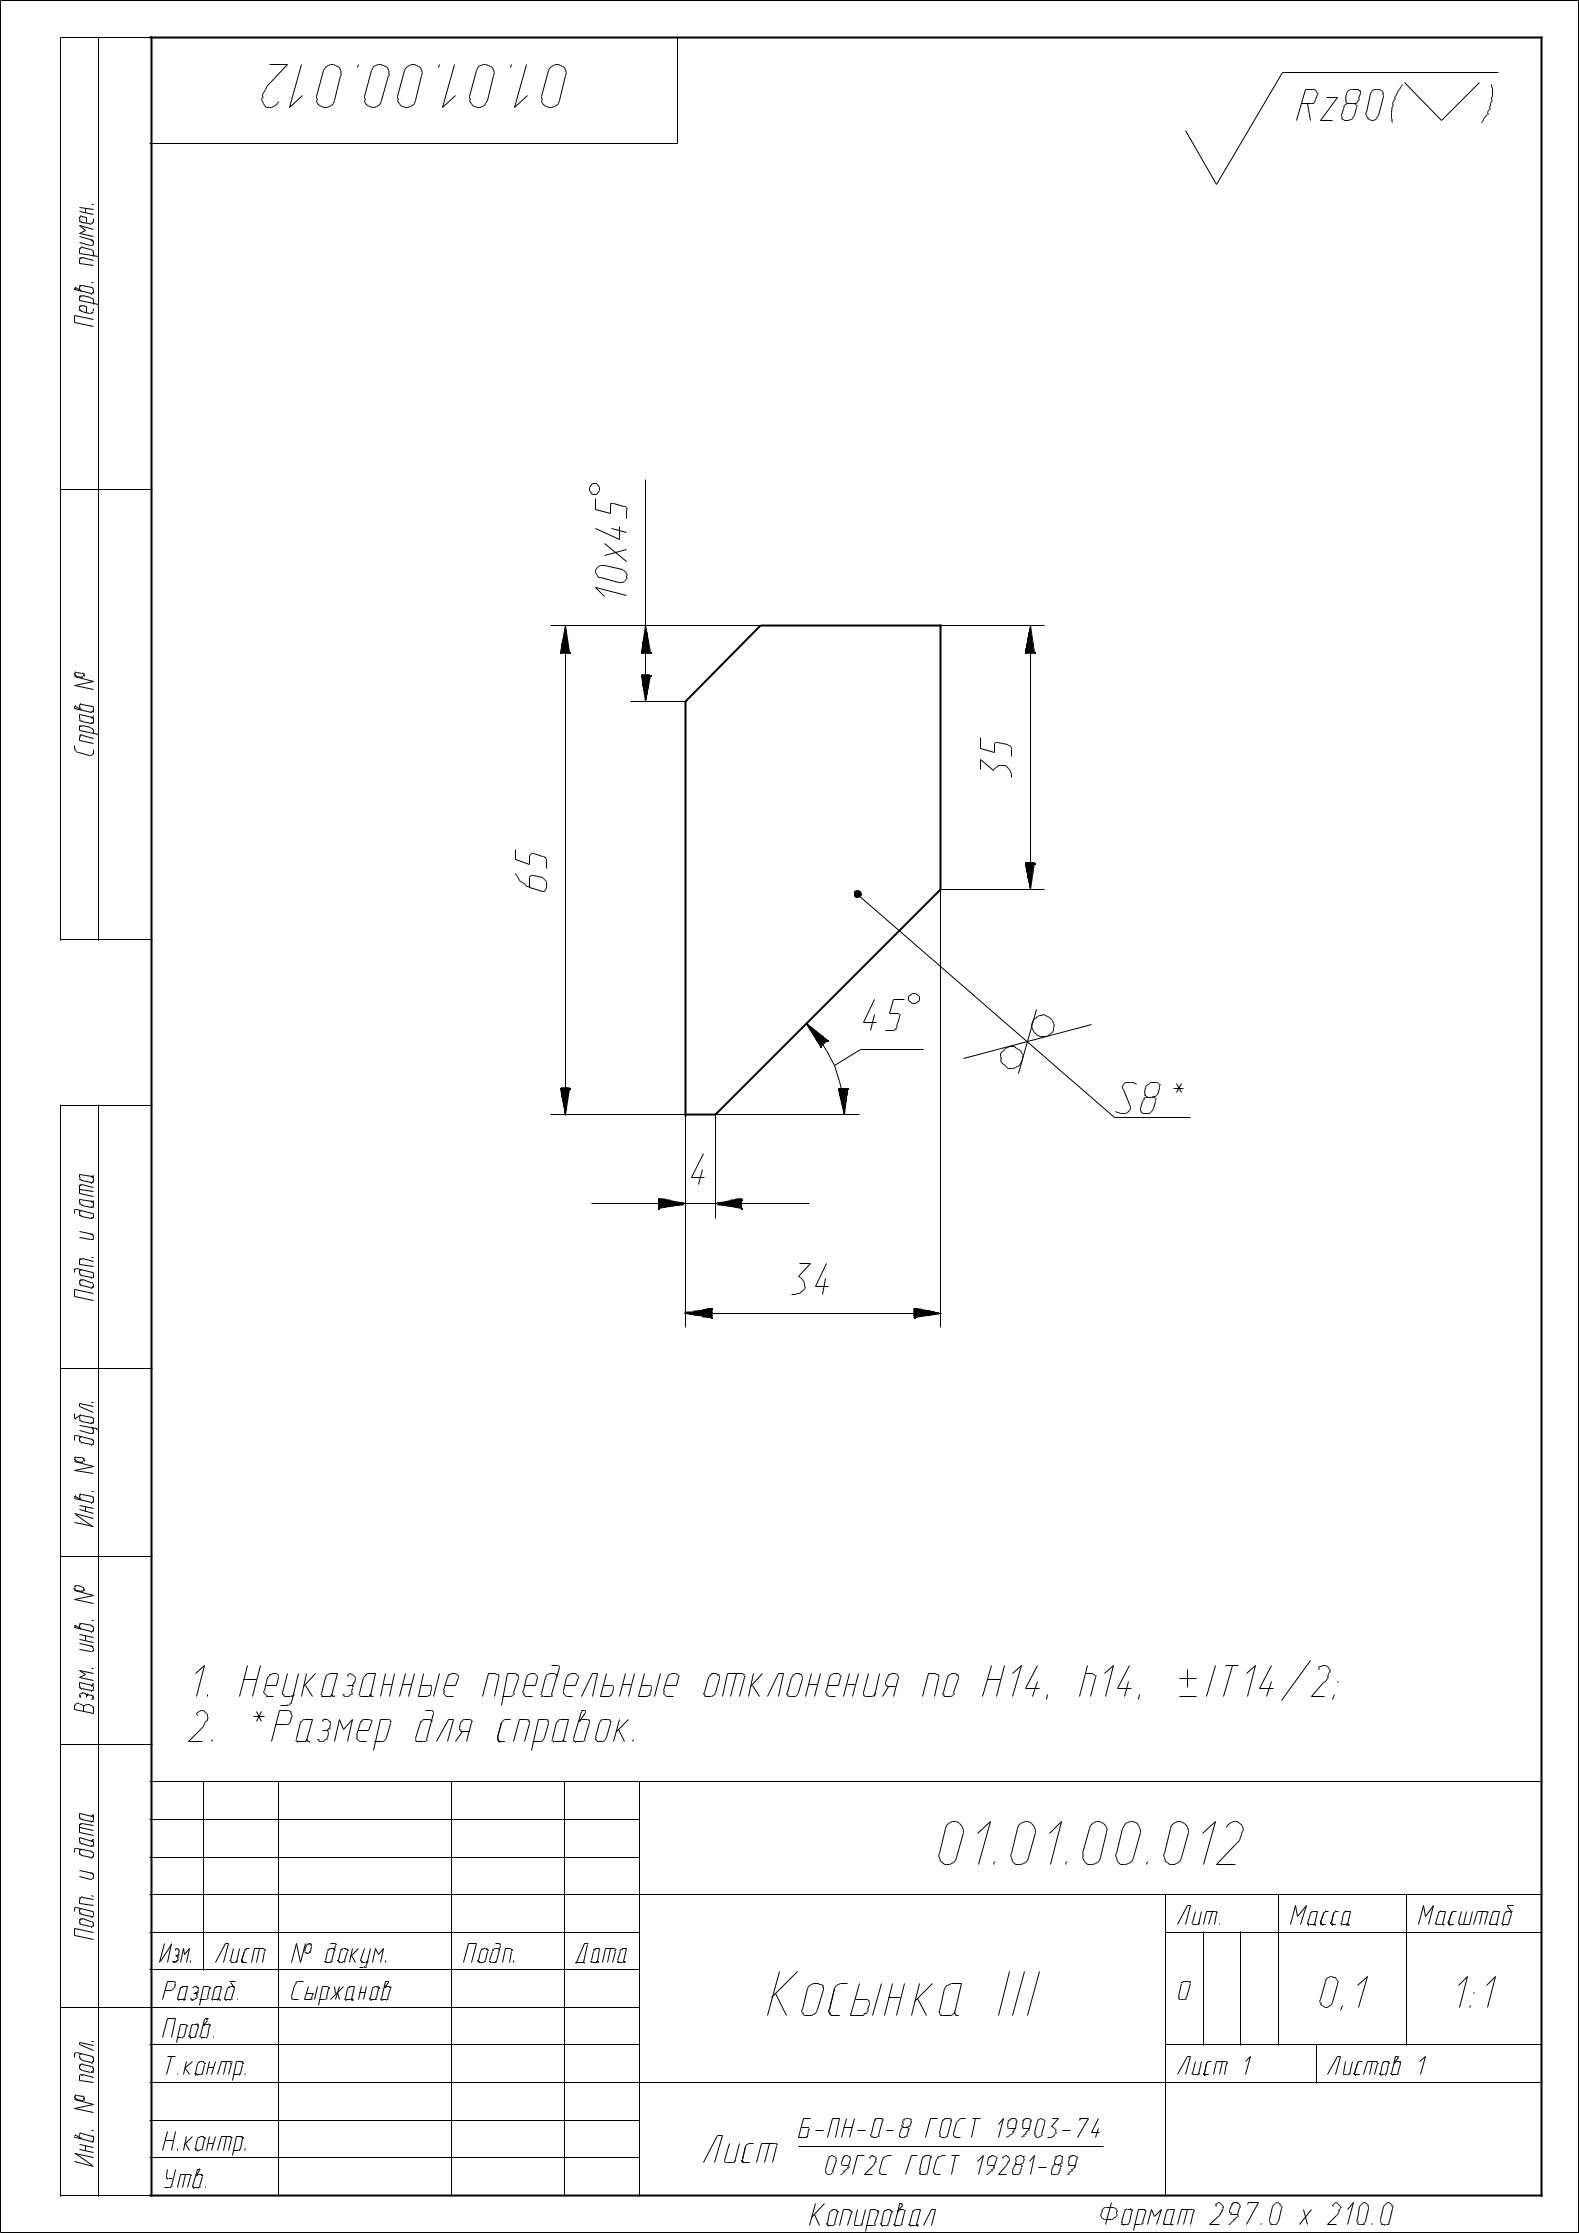 01.01.00.012
Rz80( )
Перв. примен.
Справ №
10x45°
65
35
45°
S8*
4
34
Подп. и дата
Инв. № дубл.
Взам. инв. №
Подп. и дата
Инв. № подл.
1. Неуказанные предельные отклонения по H14, h14, ±IT14/2;
2. *Размер для справок.
01.01.00.012
Лит. Масса Масштаб
Изм. Лист № докум. Подп. Дата
Разраб. Сыржанов
Косынка III
а 0,1 1:1
Пров.
Т.контр.
Лист 1 Листов 1
Н.контр.
Утв.
Лист
Б-ПН-О-8 ГОСТ 19903-74
09Г2С ГОСТ 19281-89
Копировал Формат 297.0 x 210.0